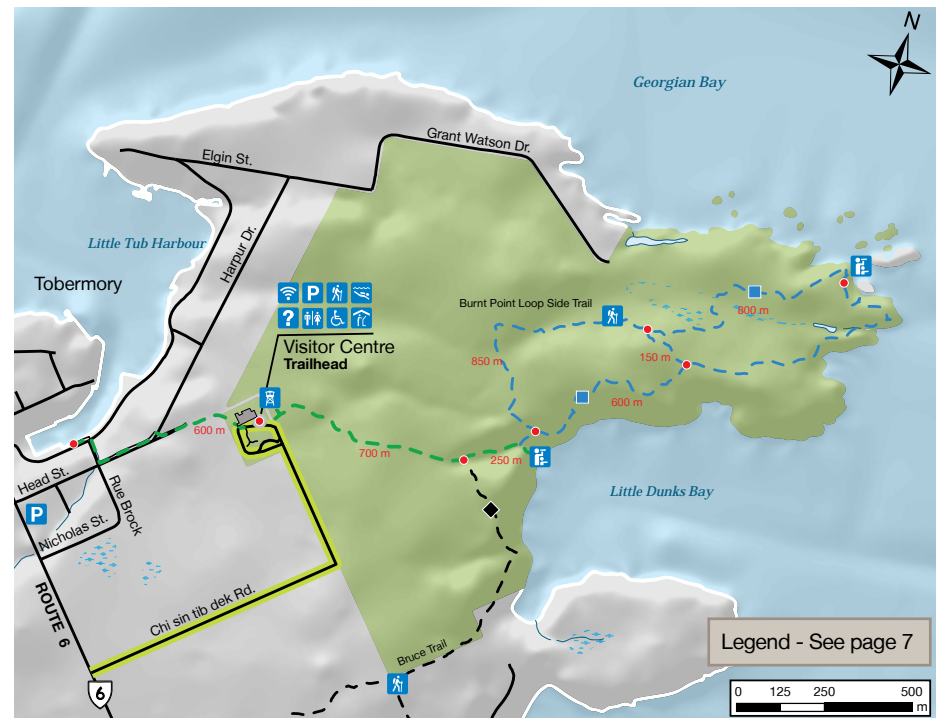 N
Georgian Bay
Grant Watson Dr.
Elgin St.
Little Tub Harbour
Harpur Dr.
Tobermory
P
?
Visitor Centre
Trailhead
Burnt Point Loop Side Trail
800 m
150 m
850 m
600 m
600 m
700 m
250 m
Head St.
P
Rue Brock
Nicholas St.
Little Dunks Bay
ROUTE 6
Chi sin tib dek Rd.
Bruce Trail
6
Legend - See page 7
0 125 250 500
m